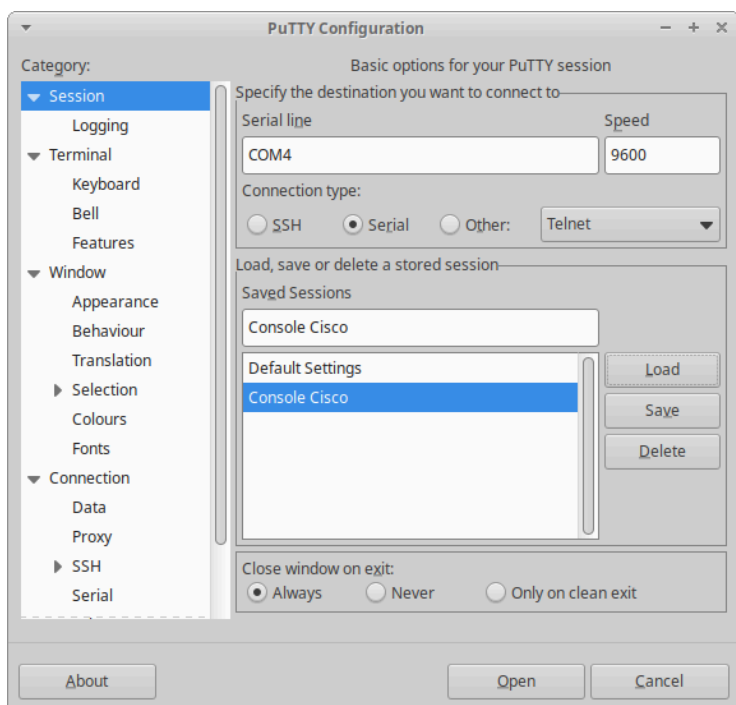 PuTTY Configuration
Category:
Session
Logging
Terminal
Keyboard
Bell
Features
Window
Appearance
Behaviour
Translation
Selection
Colours
Fonts
Connection
Data
Proxy
SSH
Serial
Basic options for your PuTTY session
Specify the destination you want to connect to
Serial line Speed
COM4 9600
Connection type:
SSH Serial Other: Telnet
Load, save or delete a stored session
Saved Sessions
Console Cisco
Default Settings
Console Cisco
Load
Save
Delete
Close window on exit:
Always Never Only on clean exit
About Open Cancel